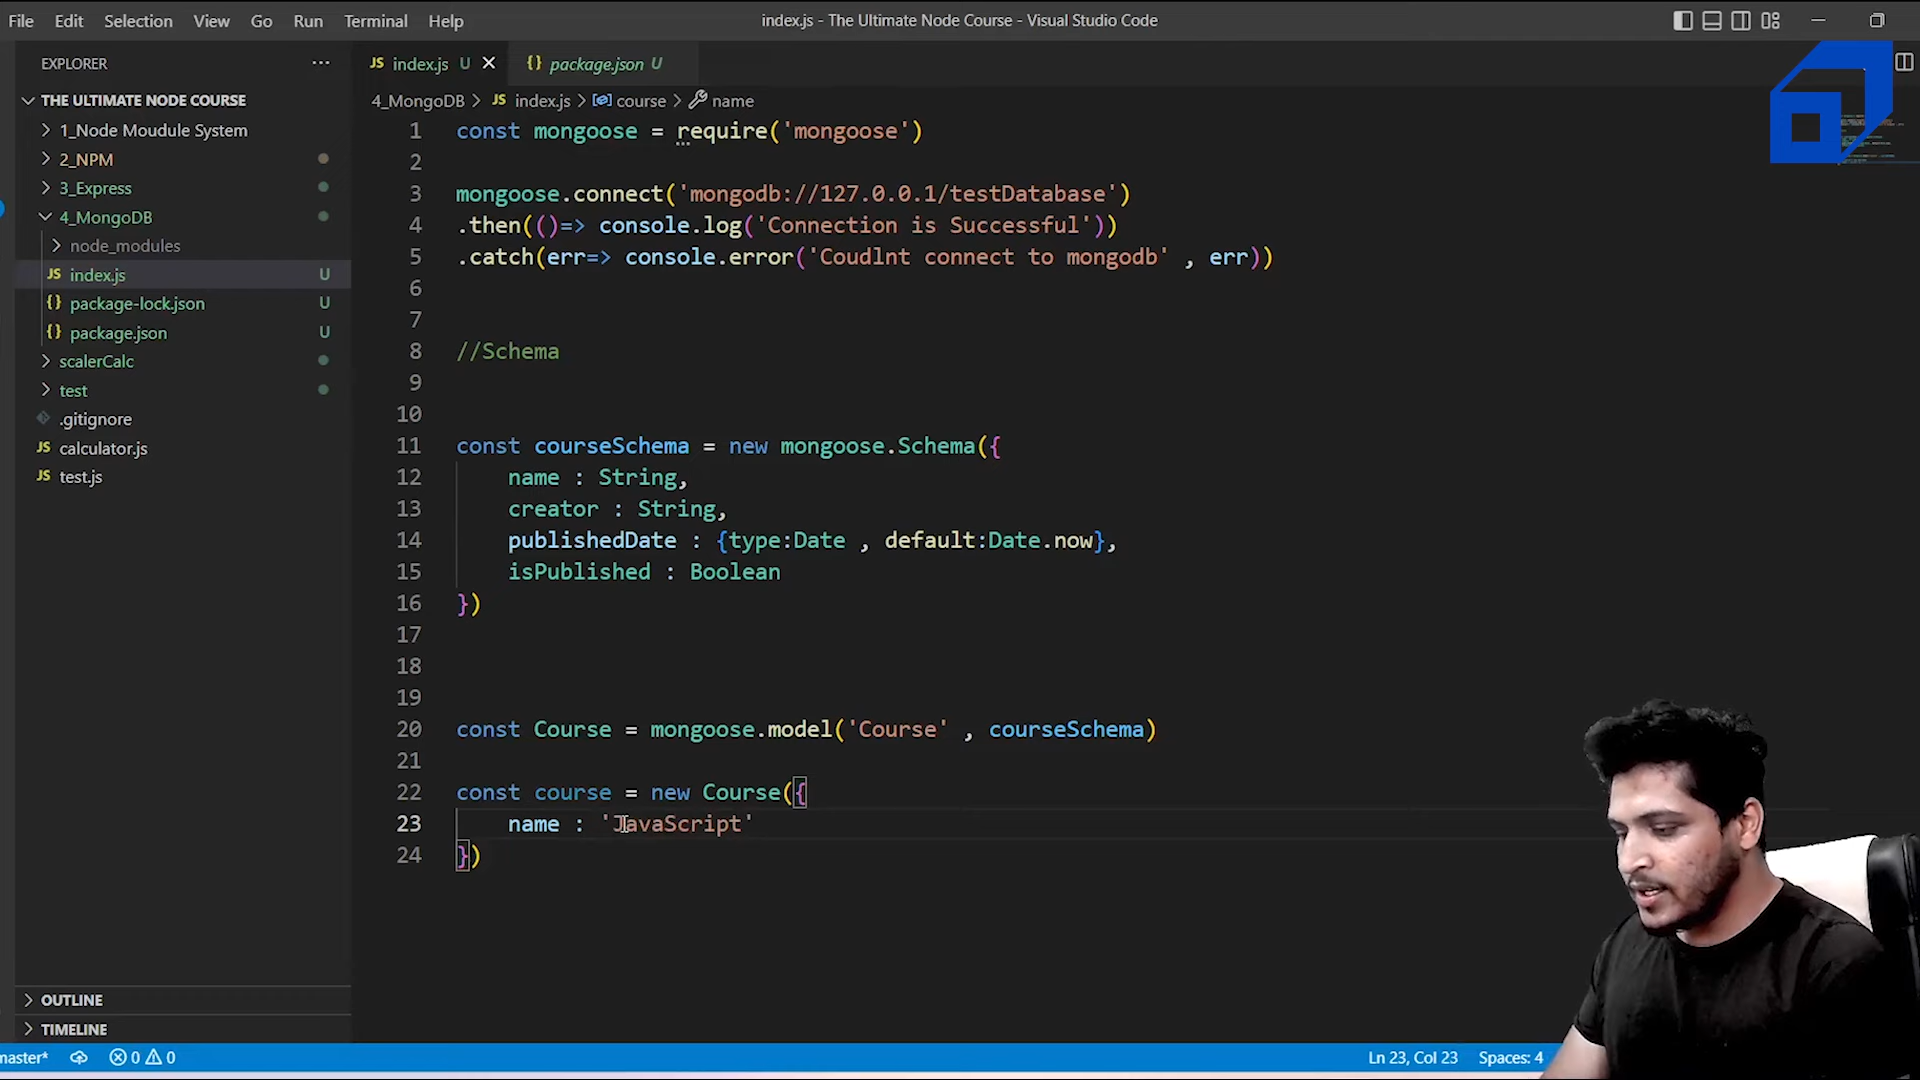 File Edit Selection View Go Run Terminal Help
index.js - The Ultimate Node Course - Visual Studio Code
EXPLORER
THE ULTIMATE NODE COURSE
1_Node Moudule System
2_NPM
3_Express
4_MongoDB
node_modules
JS index.js U
{} package-lock.json U
{} package.json U
scalerCalc
test
.gitignore
JS calculator.js
JS test.js
OUTLINE
TIMELINE
JS index.js U
{} package.json U
4_MongoDB > JS index.js > course > name
1 const mongoose = require('mongoose')
2
3 mongoose.connect('mongodb://127.0.0.1/testDatabase')
4 .then(()=> console.log('Connection is Successful'))
5 .catch(err=> console.error('Coudlnt connect to mongodb' , err))
6
7
8 //Schema
9
10
11 const courseSchema = new mongoose.Schema({
12 name : String,
13 creator : String,
14 publishedDate : {type:Date , default:Date.now},
15 isPublished : Boolean
16 })
17
18
19
20 const Course = mongoose.model('Course' , courseSchema)
21
22 const course = new Course({
23 name : 'JavaScript'
24 })
master* 0 0
Ln 23, Col 23 Spaces: 4